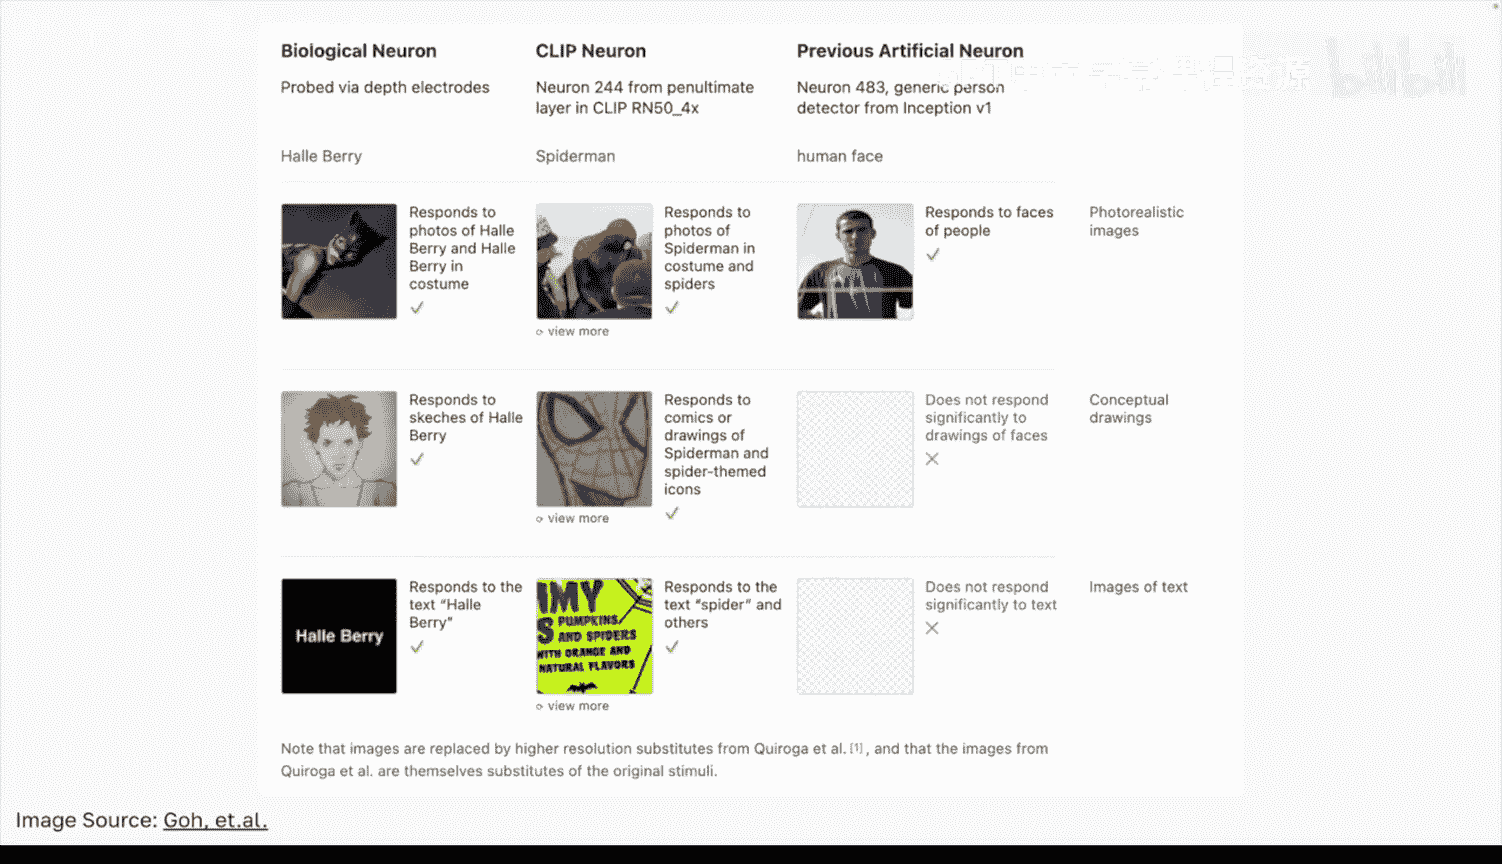 Biological Neuron
CLIP Neuron
Previous Artificial Neuron
Probed via depth electrodes
Neuron 244 from penultimate
layer in CLIP RN50_4x
Neuron 483, generic person
detector from Inception v1
Halle Berry
Spiderman
human face
Responds to
photos of Halle
Berry and Halle
Berry in
costume
Responds to
photos of
Spiderman in
costume and
spiders
view more
Responds to faces
of people
Photorealistic
images
Responds to
skeches of Halle
Berry
Responds to
comics or
drawings of
Spiderman and
spider-themed
icons
view more
Does not respond
significantly to
drawings of faces
Conceptual
drawings
Halle Berry
Responds to the
text “Halle
Berry”
IMY
S PUMPKINS
AND SPIDERS
WITH ORANGE AND
NATURAL FLAVORS
Responds to the
text “spider” and
others
view more
Does not respond
significantly to text
Images of text
Note that images are replaced by higher resolution substitutes from Quiroga et al. [1], and that the images from
Quiroga et al. are themselves substitutes of the original stimuli.
Image Source: Goh, et.al.
bilibili